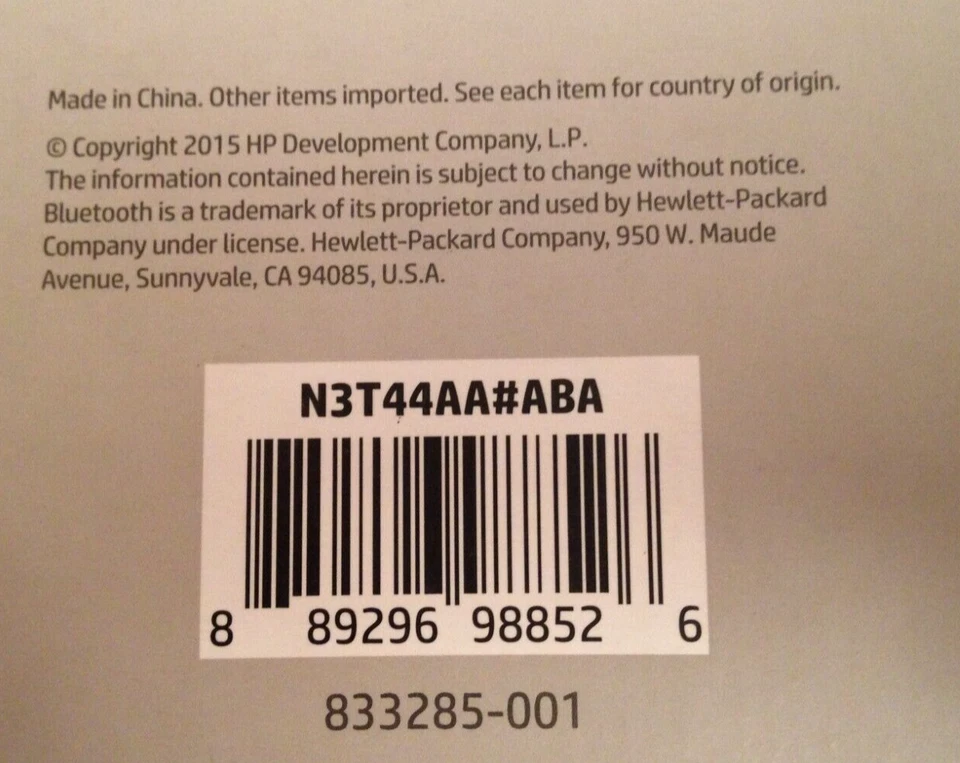 Made in China. Other items imported. See each item for country of origin.
© Copyright 2015 HP Development Company, L.P.
The information contained herein is subject to change without notice.
Bluetooth is a trademark of its proprietor and used by Hewlett-Packard
Company under license. Hewlett-Packard Company, 950 W. Maude
Avenue, Sunnyvale, CA 94085, U.S.A.
N3T44AA#ABA
8 89296 98852 6
833285-001